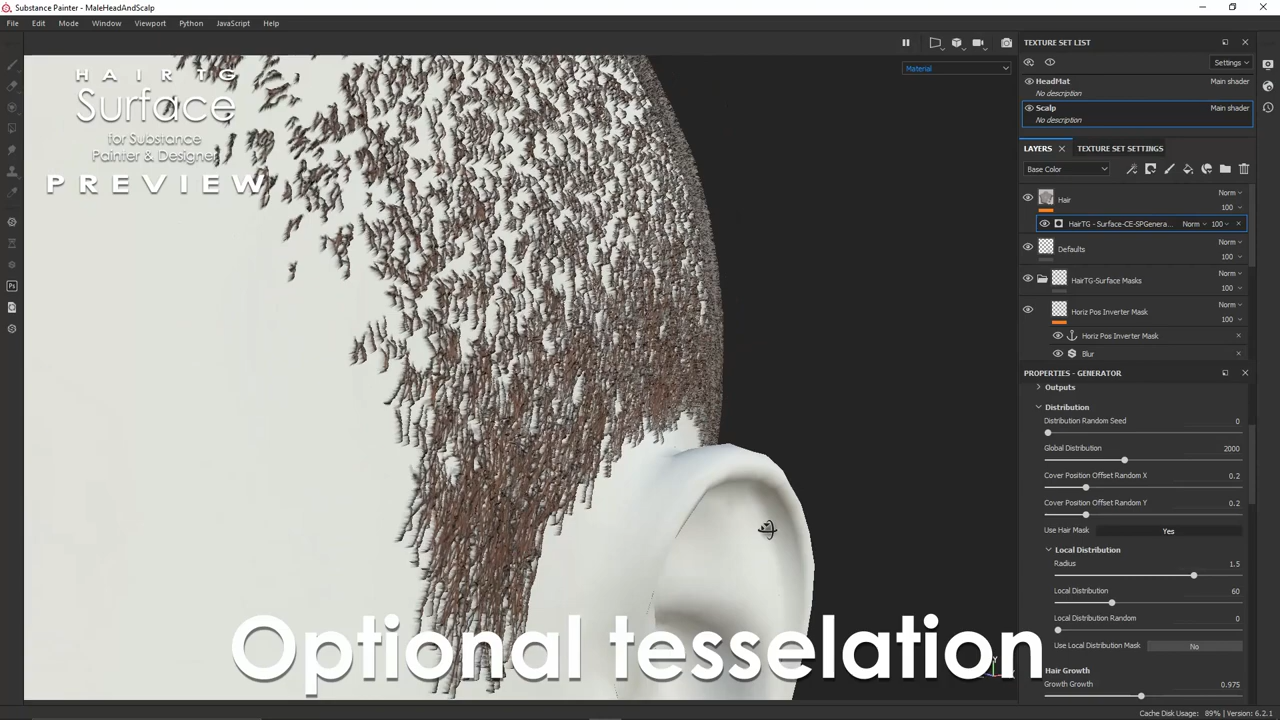 Substance Painter - MaleHeadAndScalp
File Edit Mode Window Viewport Python JavaScript Help
HAIRTG
Surface
for Substance
Painter & Designer
PREVIEW
Material
Optional tesselation
Y
TEXTURE SET LIST
Settings
HeadMat Main shader
No description
Scalp Main shader
No description
LAYERS TEXTURE SET SETTINGS
Base Color
Norm
Hair
100
HairTG - Surface-CE-SPGenera... Norm 100
Norm
Defaults
100
Norm
HairTG-Surface Masks
100
Norm
Horiz Pos Inverter Mask
100
Horiz Pos Inverter Mask
Blur
PROPERTIES - GENERATOR
Outputs
Distribution
Distribution Random Seed 0
Global Distribution 2000
Cover Position Offset Random X 0.2
Cover Position Offset Random Y 0.2
Use Hair Mask Yes
Local Distribution
Radius 1.5
Local Distribution 60
Local Distribution Random 0
Use Local Distribution Mask No
Hair Growth
Growth Growth 0.975
Cache Disk Usage: 89% | Version: 6.2.1